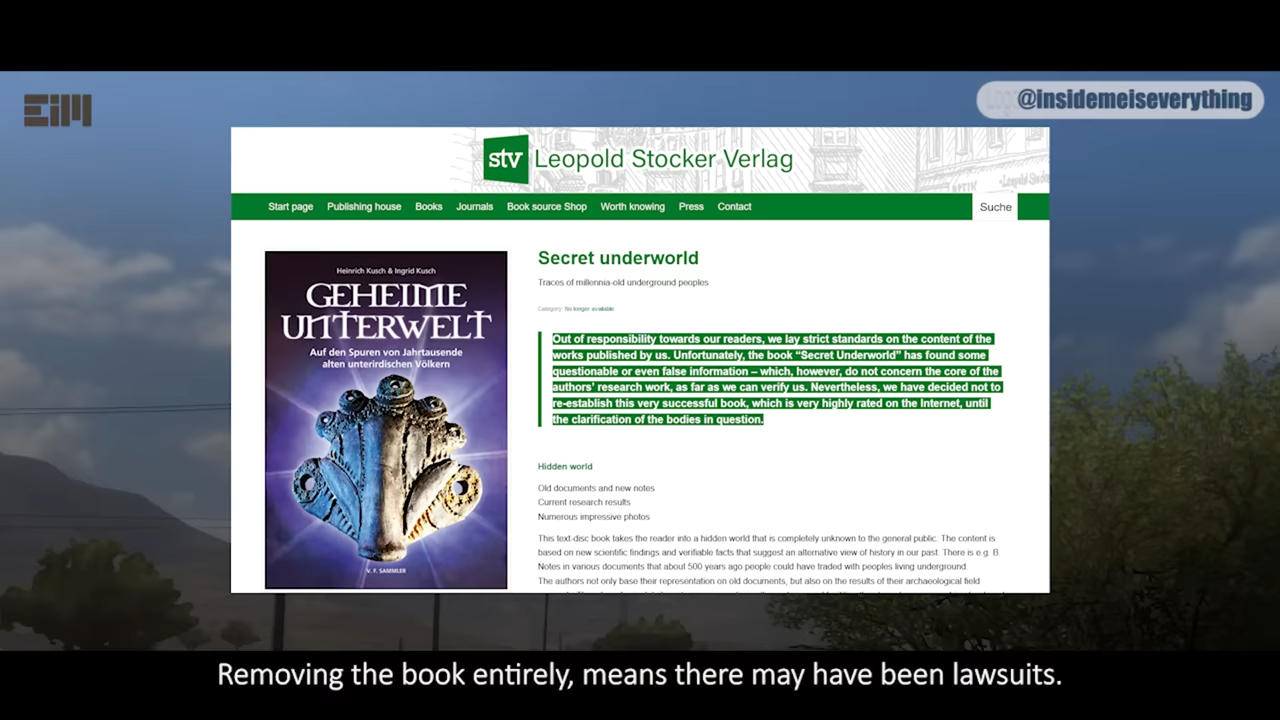 EiM
@insidemeiseverything
stv Leopold Stocker Verlag
Start page Publishing house Books Journals Book source Shop Worth knowing Press Contact Suche
Heinrich Kusch & Ingrid Kusch
GEHEIME
UNTERWELT
Auf den Spuren von Jahrtausende
alten unterirdischen Völkern
V. F. SAMMLER
Secret underworld
Traces of millennia-old underground peoples
Category: No longer available
Out of responsibility towards our readers, we lay strict standards on the content of the
works published by us. Unfortunately, the book “Secret Underworld” has found some
questionable or even false information – which, however, do not concern the core of the
authors’ research work, as far as we can verify us. Nevertheless, we have decided not to
re-establish this very successful book, which is very highly rated on the Internet, until
the clarification of the bodies in question.
Hidden world
Old documents and new notes
Current research results
Numerous impressive photos
This text-disc book takes the reader into a hidden world that is completely unknown to the general public. The content is
based on new scientific findings and verifiable facts that suggest an alternative view of history in our past. There is e.g. B.
Notes in various documents that about 500 years ago people could have traded with peoples living underground.
The authors not only base their representation on old documents, but also on the results of their archaeological field
Removing the book entirely, means there may have been lawsuits.